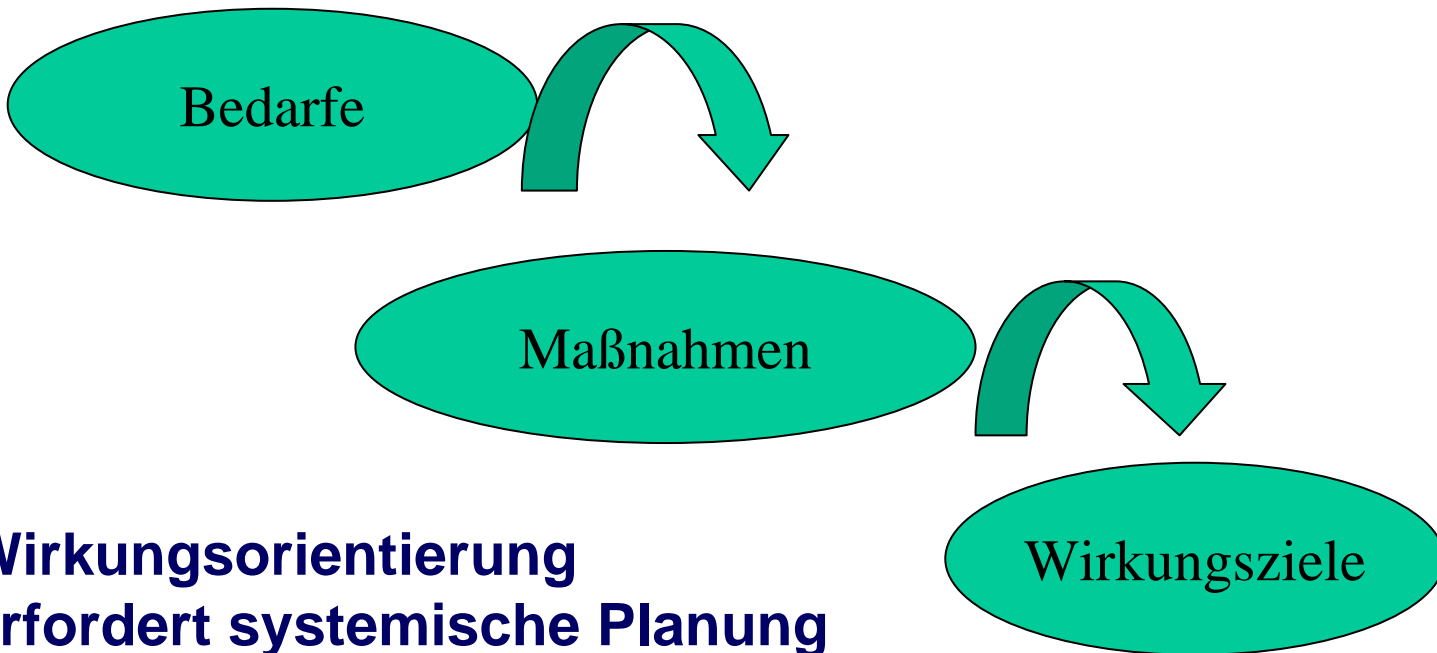 Bedarfe
Maßnahmen
Wirkungsziele
Wirkungsorientierung
rfordert systemische Planung